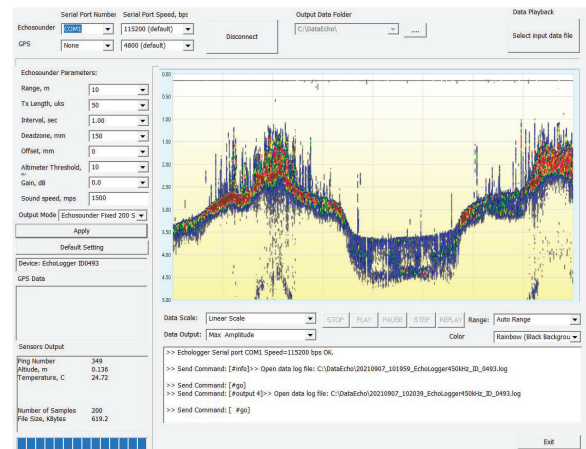 Serial Port Number Serial Port Speed, bps Output Data Folder Data Playback
Echosounder COM1 115200 (default) Disconnect C:\DataEcho\ .... Select input data file
GPS None 4800 (default)
Echosounder Parameters:
Range, m 10
Tx Length, uks 50
Interval, sec 1.00
Deadzone, mm 150
Offset, mm 0
Altimeter Threshold, 10
Gain, dB 0.0
Sound speed, mps 1500
Output Mode Echosounder Fixed 200 S
Apply
Default Setting
Device: EchoLogger ID0493
GPS Data
Sensors Output
Ping Number 349
Altitude, m 0.136
Temperature, C 24.72
Number of Samples 200
File Size, KBytes 619.2
0.00
0.50
1.00
1.50
2.00
2.50
3.00
3.50
4.00
4.50
5.00
Data Scale: Linear Scale STOP PLAY PAUSE STEP REPLAY Range: Auto Range
Data Output: Max Amplitude Color Rainbow (Black Backgrou
>> Echologger Serial port COM1 Speed=115200 bps OK.
>> Send Command: [#info]>> Open data log file: C:\DataEcho\20210907_101959_EchoLogger450kHz_ID_0493.log
>> Send Command: [#go]
>> Send Command: [#output 4]>> Open data log file: C:\DataEcho\20210907_102039_EchoLogger450kHz_ID_0493.log
>> Send Command: [ #go]
Exit